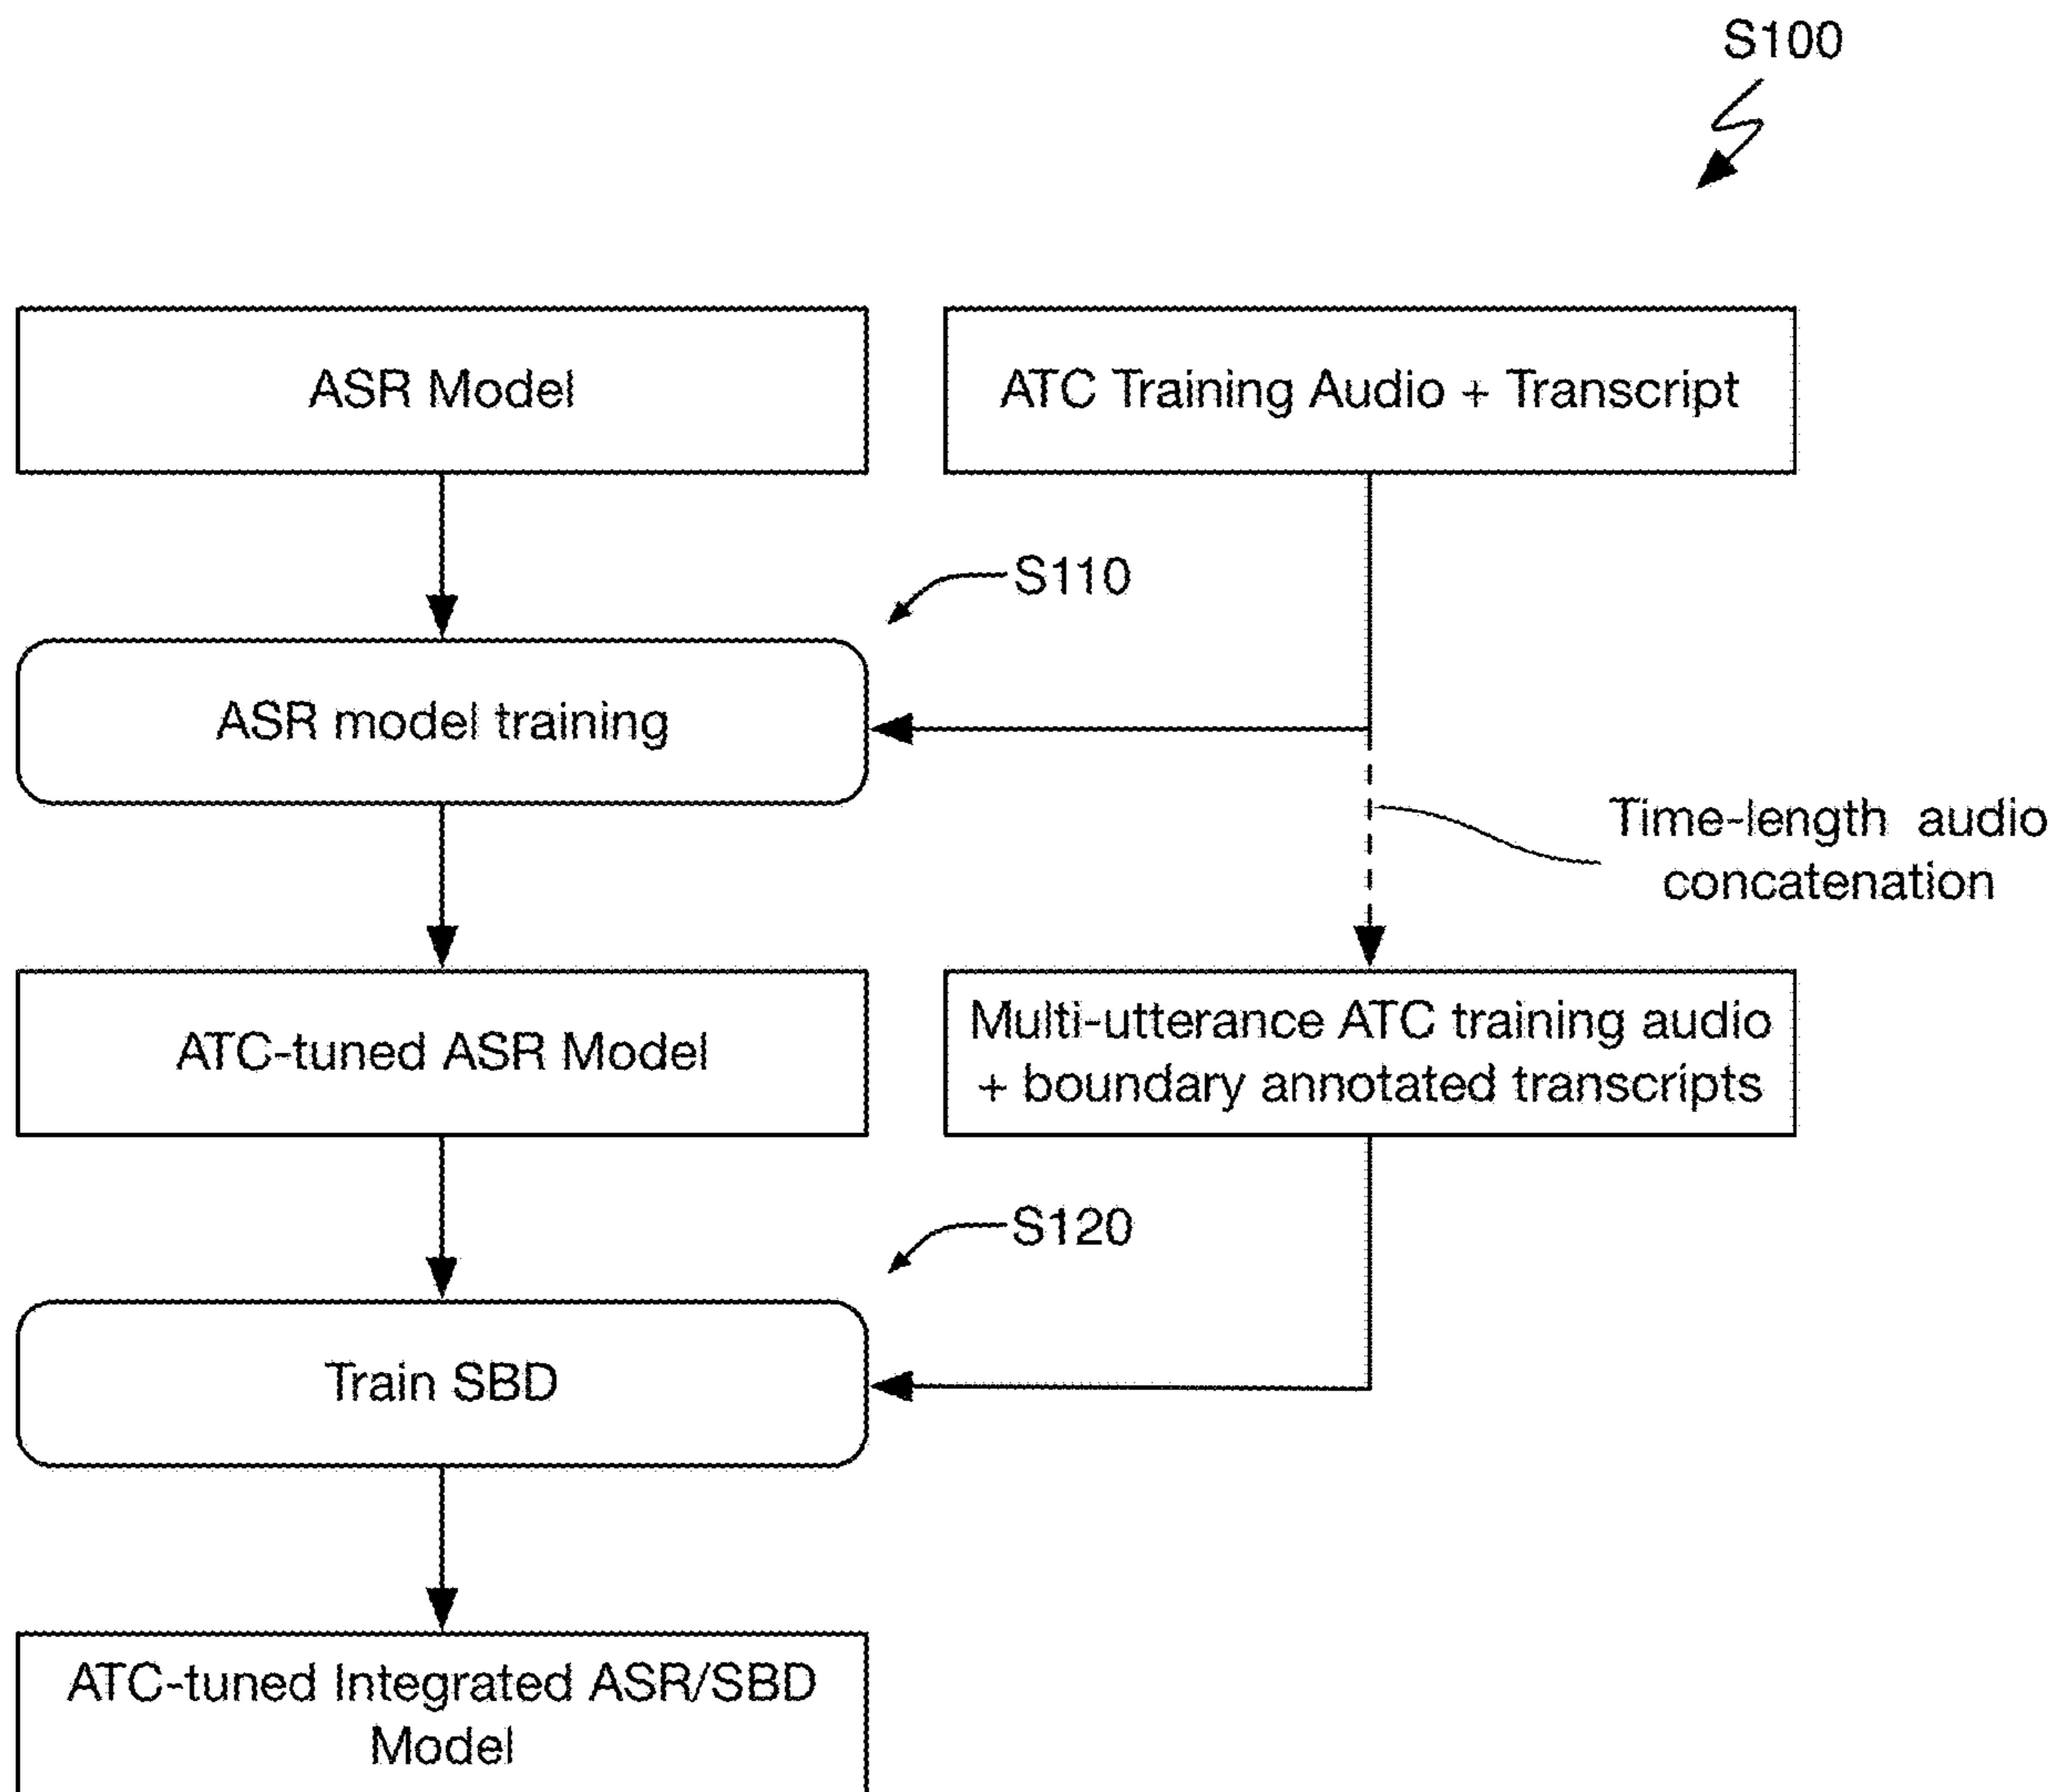 S100
ASR Model
ATC Training Audio + Transcript
S110
ASR model training
Time-length audio
concatenation
ATC-tuned ASR Model
Multi-utterance ATC training audio
+ boundary annotated transcripts
S120
Train SBD
ATC-tuned Integrated ASR/SBD
Model